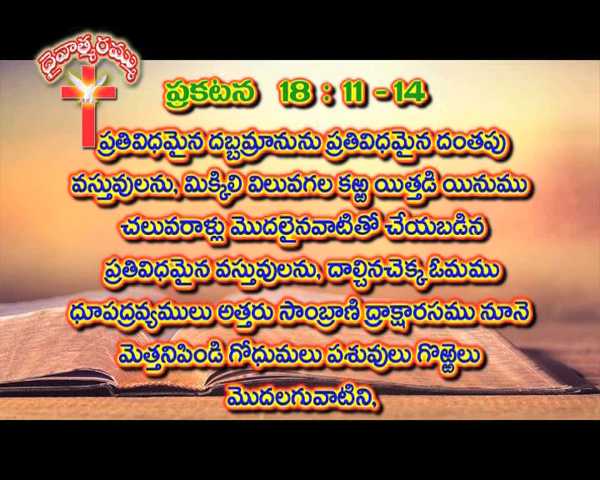 దైవాత్మరమ్ము
ప్రకటన 18 : 11 - 14
ప్రతివిధమైన దబ్బమ్రానును ప్రతివిధమైన దంతపు
వస్తువులను, మిక్కిలి విలువగల కఱ్ఱ యిత్తడి యినుము
చలువరాళ్లు మొదలైనవాటితో చేయబడిన
ప్రతివిధమైన వస్తువులను, దాల్చినచెక్క ఓమము
ధూపద్రవ్యములు అత్తరు సాంబ్రాణి ద్రాక్షారసము నూనె
మెత్తనిపిండి గోధుమలు పశువులు గొఱ్ఱెలు
మొదలగువాటిని,